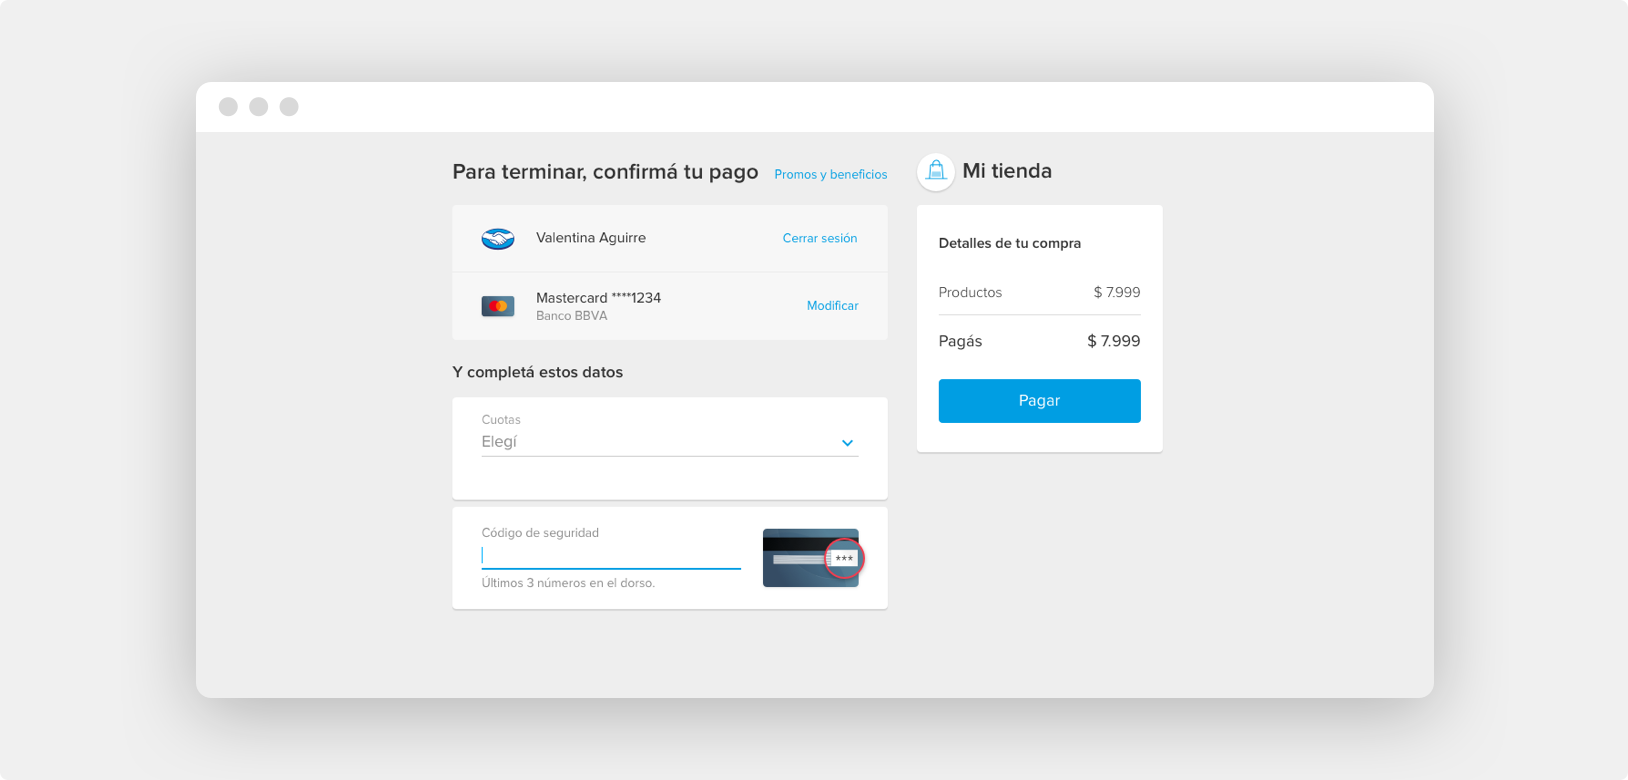 Para terminar, confirmá tu pago
Promos y beneficios
Valentina Aguirre
Cerrar sesión
Mastercard ****1234
Banco BBVA
Modificar
Y completá estos datos
Cuotas
Elegí
Código de seguridad
***
Últimos 3 números en el dorso.
Mi tienda
Detalles de tu compra
Productos $ 7.999
Pagás $ 7.999
Pagar